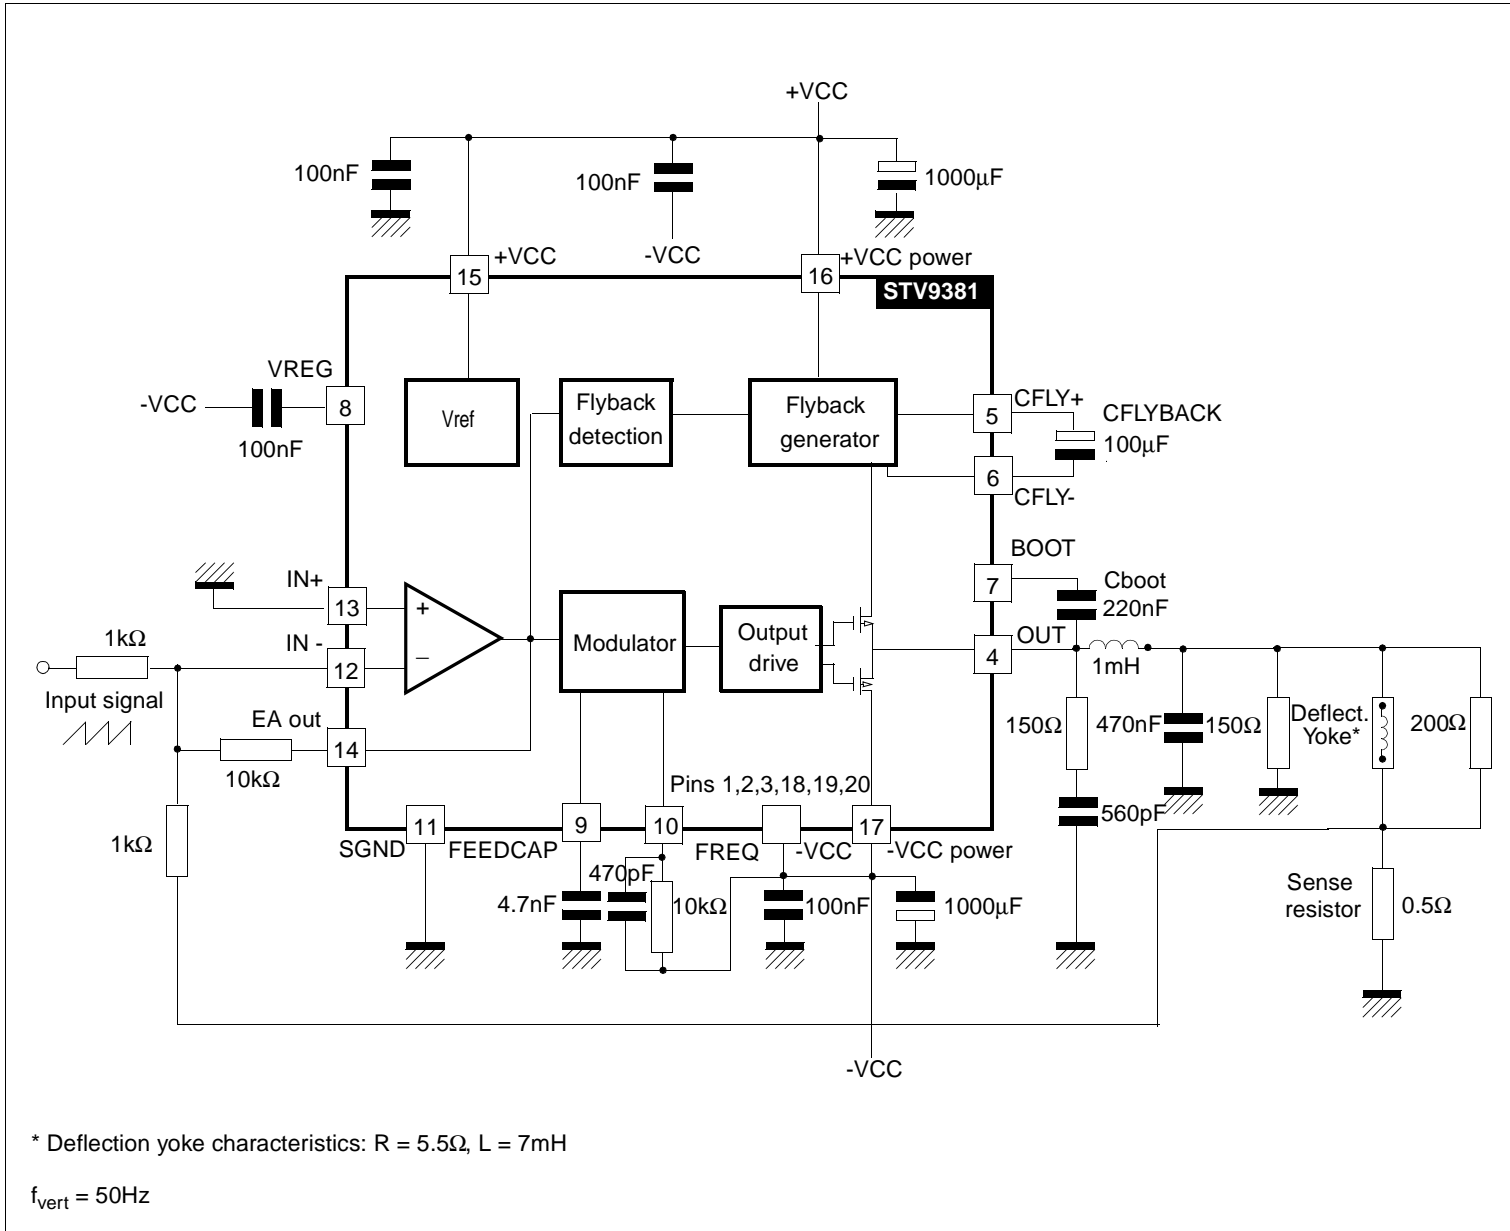 +VCC
100nF
100nF
1000μF
+VCC
-VCC
+VCC power
15
16
STV9381
VREG
-VCC
8
100nF
Vref
Flyback
detection
Flyback
generator
CFLY+
5
CFLYBACK
100μF
6
CFLY-
BOOT
7
Cboot
220nF
IN+
13
+
1kΩ
IN -
12
–
Modulator
Output
drive
OUT
4
1mH
Input signal
EA out
14
10kΩ
150Ω
470nF
150Ω
Deflect.
Yoke*
200Ω
Pins 1,2,3,18,19,20
560pF
1kΩ
11
9
10
17
SGND
FEEDCAP
FREQ
-VCC
-VCC power
470pF
4.7nF
10kΩ
100nF
1000μF
Sense
resistor
0.5Ω
-VCC
* Deflection yoke characteristics: R = 5.5Ω, L = 7mH
fvert = 50Hz